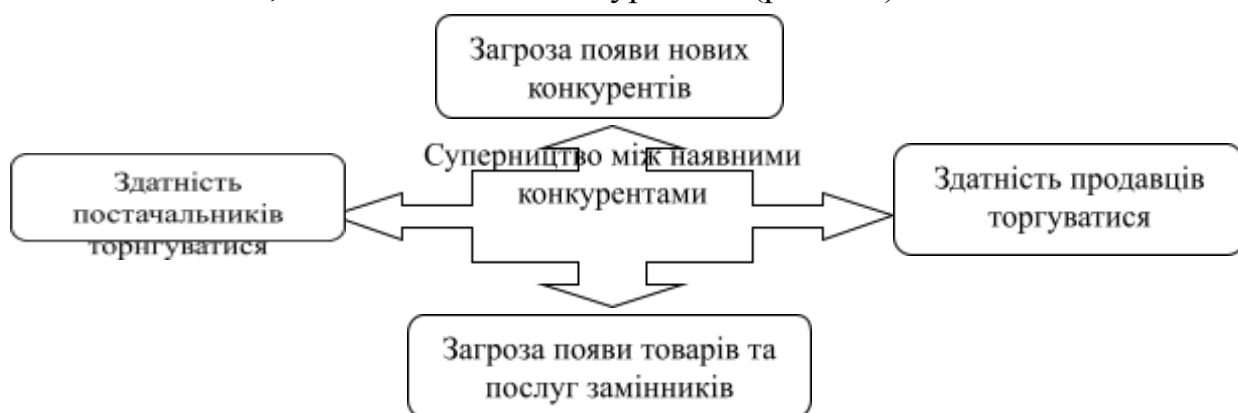 Загроза появи нових
конкурентів
Суперництво між наявними
конкурентами
Здатність
постачальників
торнгуватися
Здатність продавців
торгуватися
Загроза появи товарів та
послуг замінників